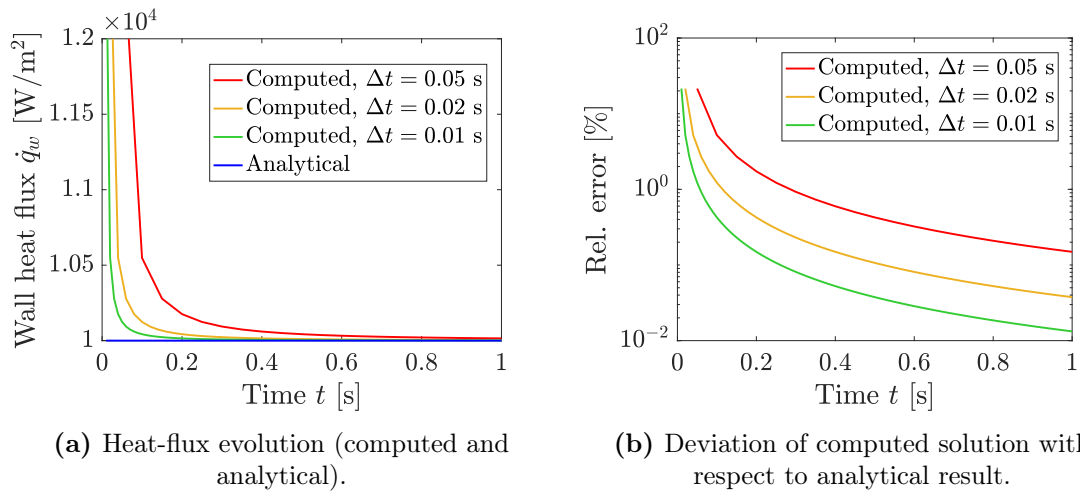 ×10⁴
1.2
1.15
1.1
1.05
1
0
0.2
0.4
0.6
0.8
1
Wall heat flux q̇_w [W/m²]
Time t [s]
Computed, Δt = 0.05 s
Computed, Δt = 0.02 s
Computed, Δt = 0.01 s
Analytical
(a) Heat-flux evolution (computed and
analytical).
10²
10⁰
10⁻²
0
0.2
0.4
0.6
0.8
1
Rel. error [%]
Time t [s]
Computed, Δt = 0.05 s
Computed, Δt = 0.02 s
Computed, Δt = 0.01 s
(b) Deviation of computed solution with
respect to analytical result.